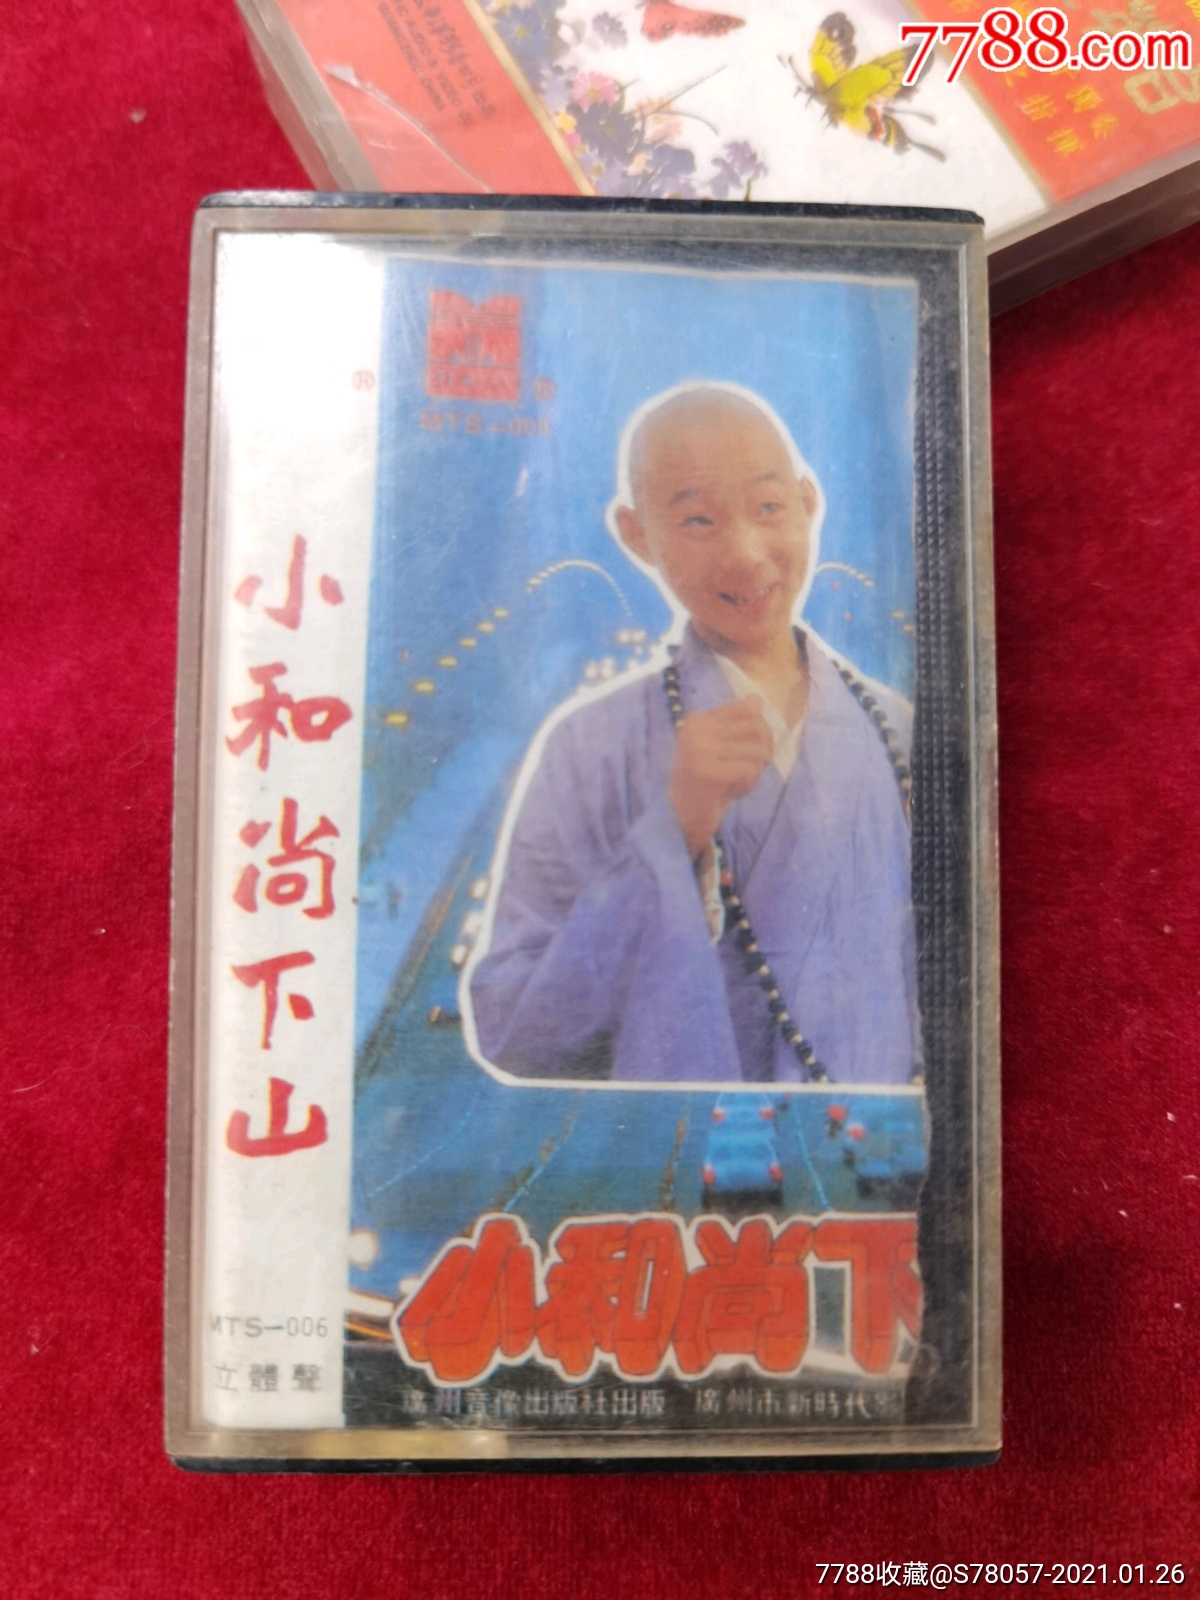 7788.com
®
®
MTS-006
小和尚下山
MTS-006
立體聲
小和尚下
廣州音像出版社出版 廣州市新時代影
7788收藏@S78057-2021.01.26